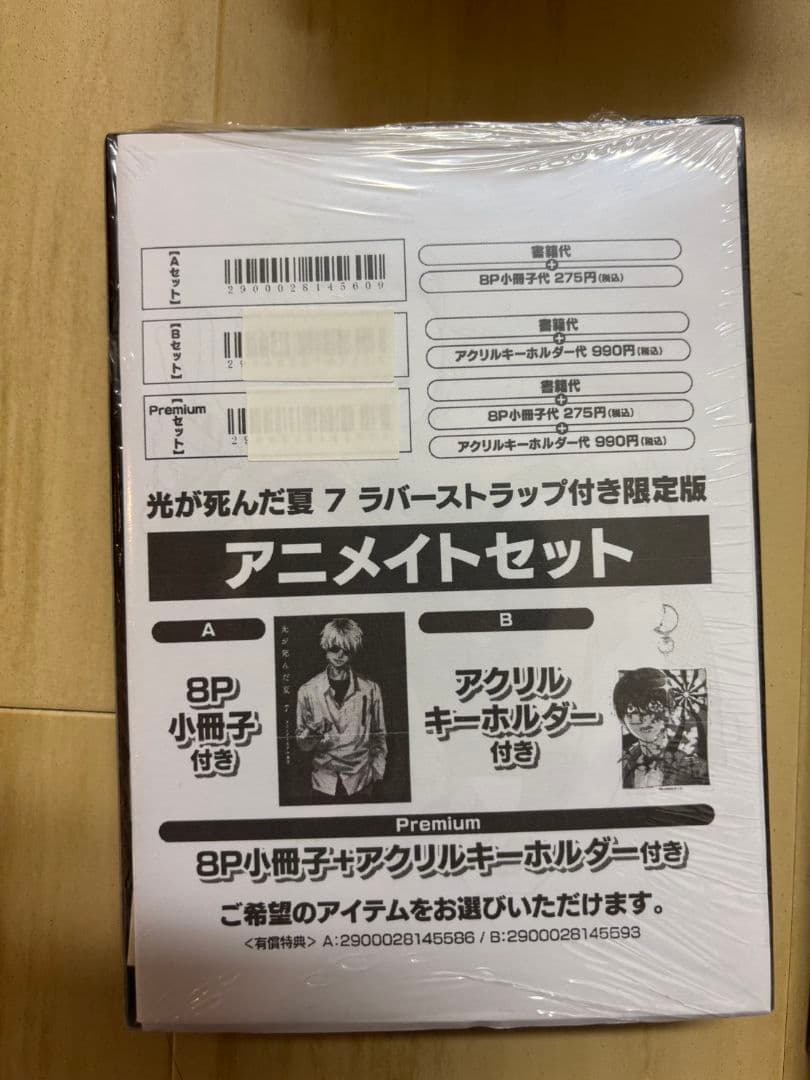 【Aセット】
2900028145609
書籍代
+
8P小冊子代 275円(税込)
【Bセット】
29
書籍代
+
アクリルキーホルダー代 990円(税込)
【Premiumセット】
29
書籍代
+
8P小冊子代 275円(税込)
+
アクリルキーホルダー代 990円(税込)
光が死んだ夏 7 ラバーストラップ付き限定版
アニメイトセット
A
8P
小冊子
付き
光が死んだ夏 7
B
アクリル
キーホルダー
付き
Premium
8P小冊子+アクリルキーホルダー付き
ご希望のアイテムをお選びいただけます。
<有償特典> A:2900028145586 / B:2900028145593